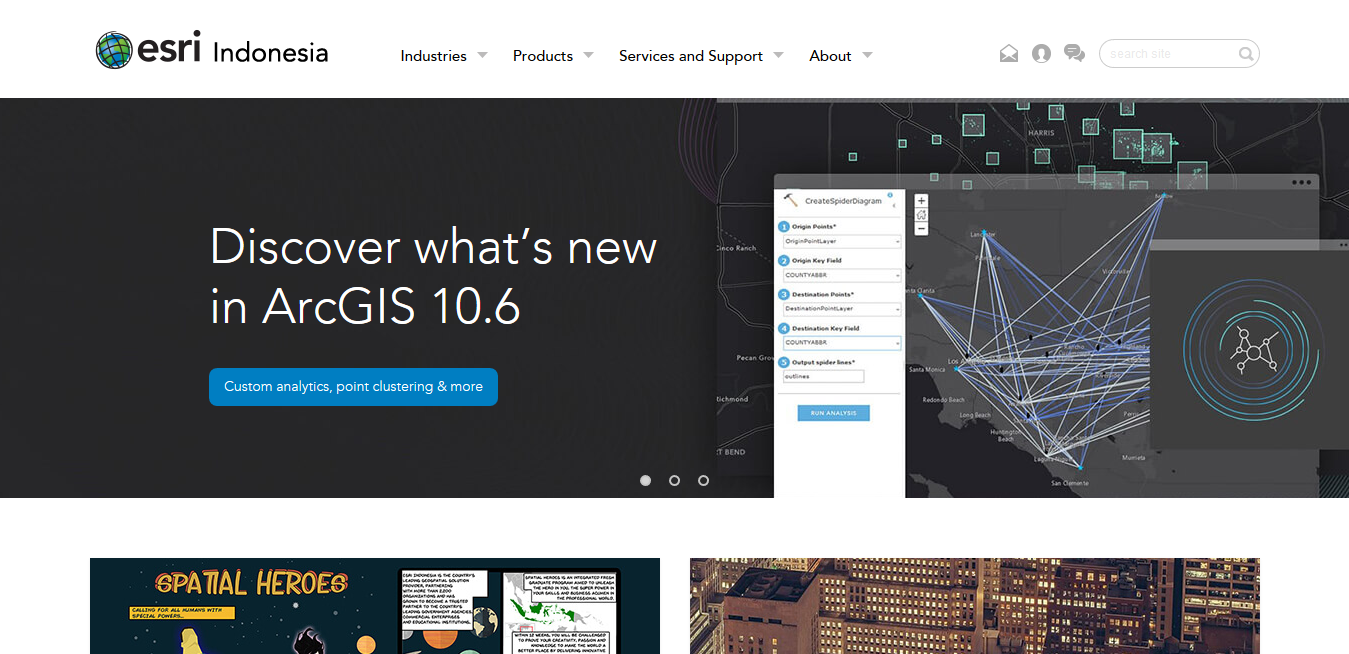 esri Indonesia
Industries
Products
Services and Support
About
search site
Discover what's new
in ArcGIS 10.6
Custom analytics, point clustering & more
HARRIS
Cinco Ranch
Pecan Gro
Richmond
RT BEND
CreateSpiderDiagram
1 Origin Points*
OriginPointLayer
2 Origin Key Field
COUNTYABBR
3 Destination Points*
DestinationPointLayer
4 Destination Key Field
COUNTYABBR
5 Output spider lines*
outlines
RUN ANALYSIS
Lancaster
Palmdale
Victorville
Santa Clarita
Los A
Santa Monica
Redondo Beach
Long Beach
Huntington
Beach
Laguna Niguel
San Clemente
Murrieta
Perris
SPATIAL HEROES
CALLING FOR ALL HUMANS WITH
SPECIAL POWERS...
ESRI INDONESIA IS THE COUNTRY'S
LEADING GEOSPATIAL SOLUTION
PROVIDER, PARTNERING
WITH MORE THAN 2,200
ORGANIZATIONS AND HAS
GROWN TO BECOME A TRUSTED
PARTNER TO THE COUNTRY'S
LEADING GOVERNMENT AGENCIES,
COMMERCIAL ENTERPRISES
AND EDUCATIONAL INSTITUTIONS.
SPATIAL HEROES IS AN INTEGRATED FRESH
GRADUATE PROGRAM AIMED TO UNLEASH
THE HERO IN YOU, THE SUPER POWER IN
YOUR SKILLS AND BUSINESS ACUMEN IN
THE PROFESSIONAL WORLD.
WITHIN 12 WEEKS, YOU WILL BE CHALLENGED
TO PROVE YOUR CREATIVITY, PASSION AND
KNOWLEDGE TO MAKE THE WORLD A
BETTER PLACE BY DELIVERING INNOVATIVE